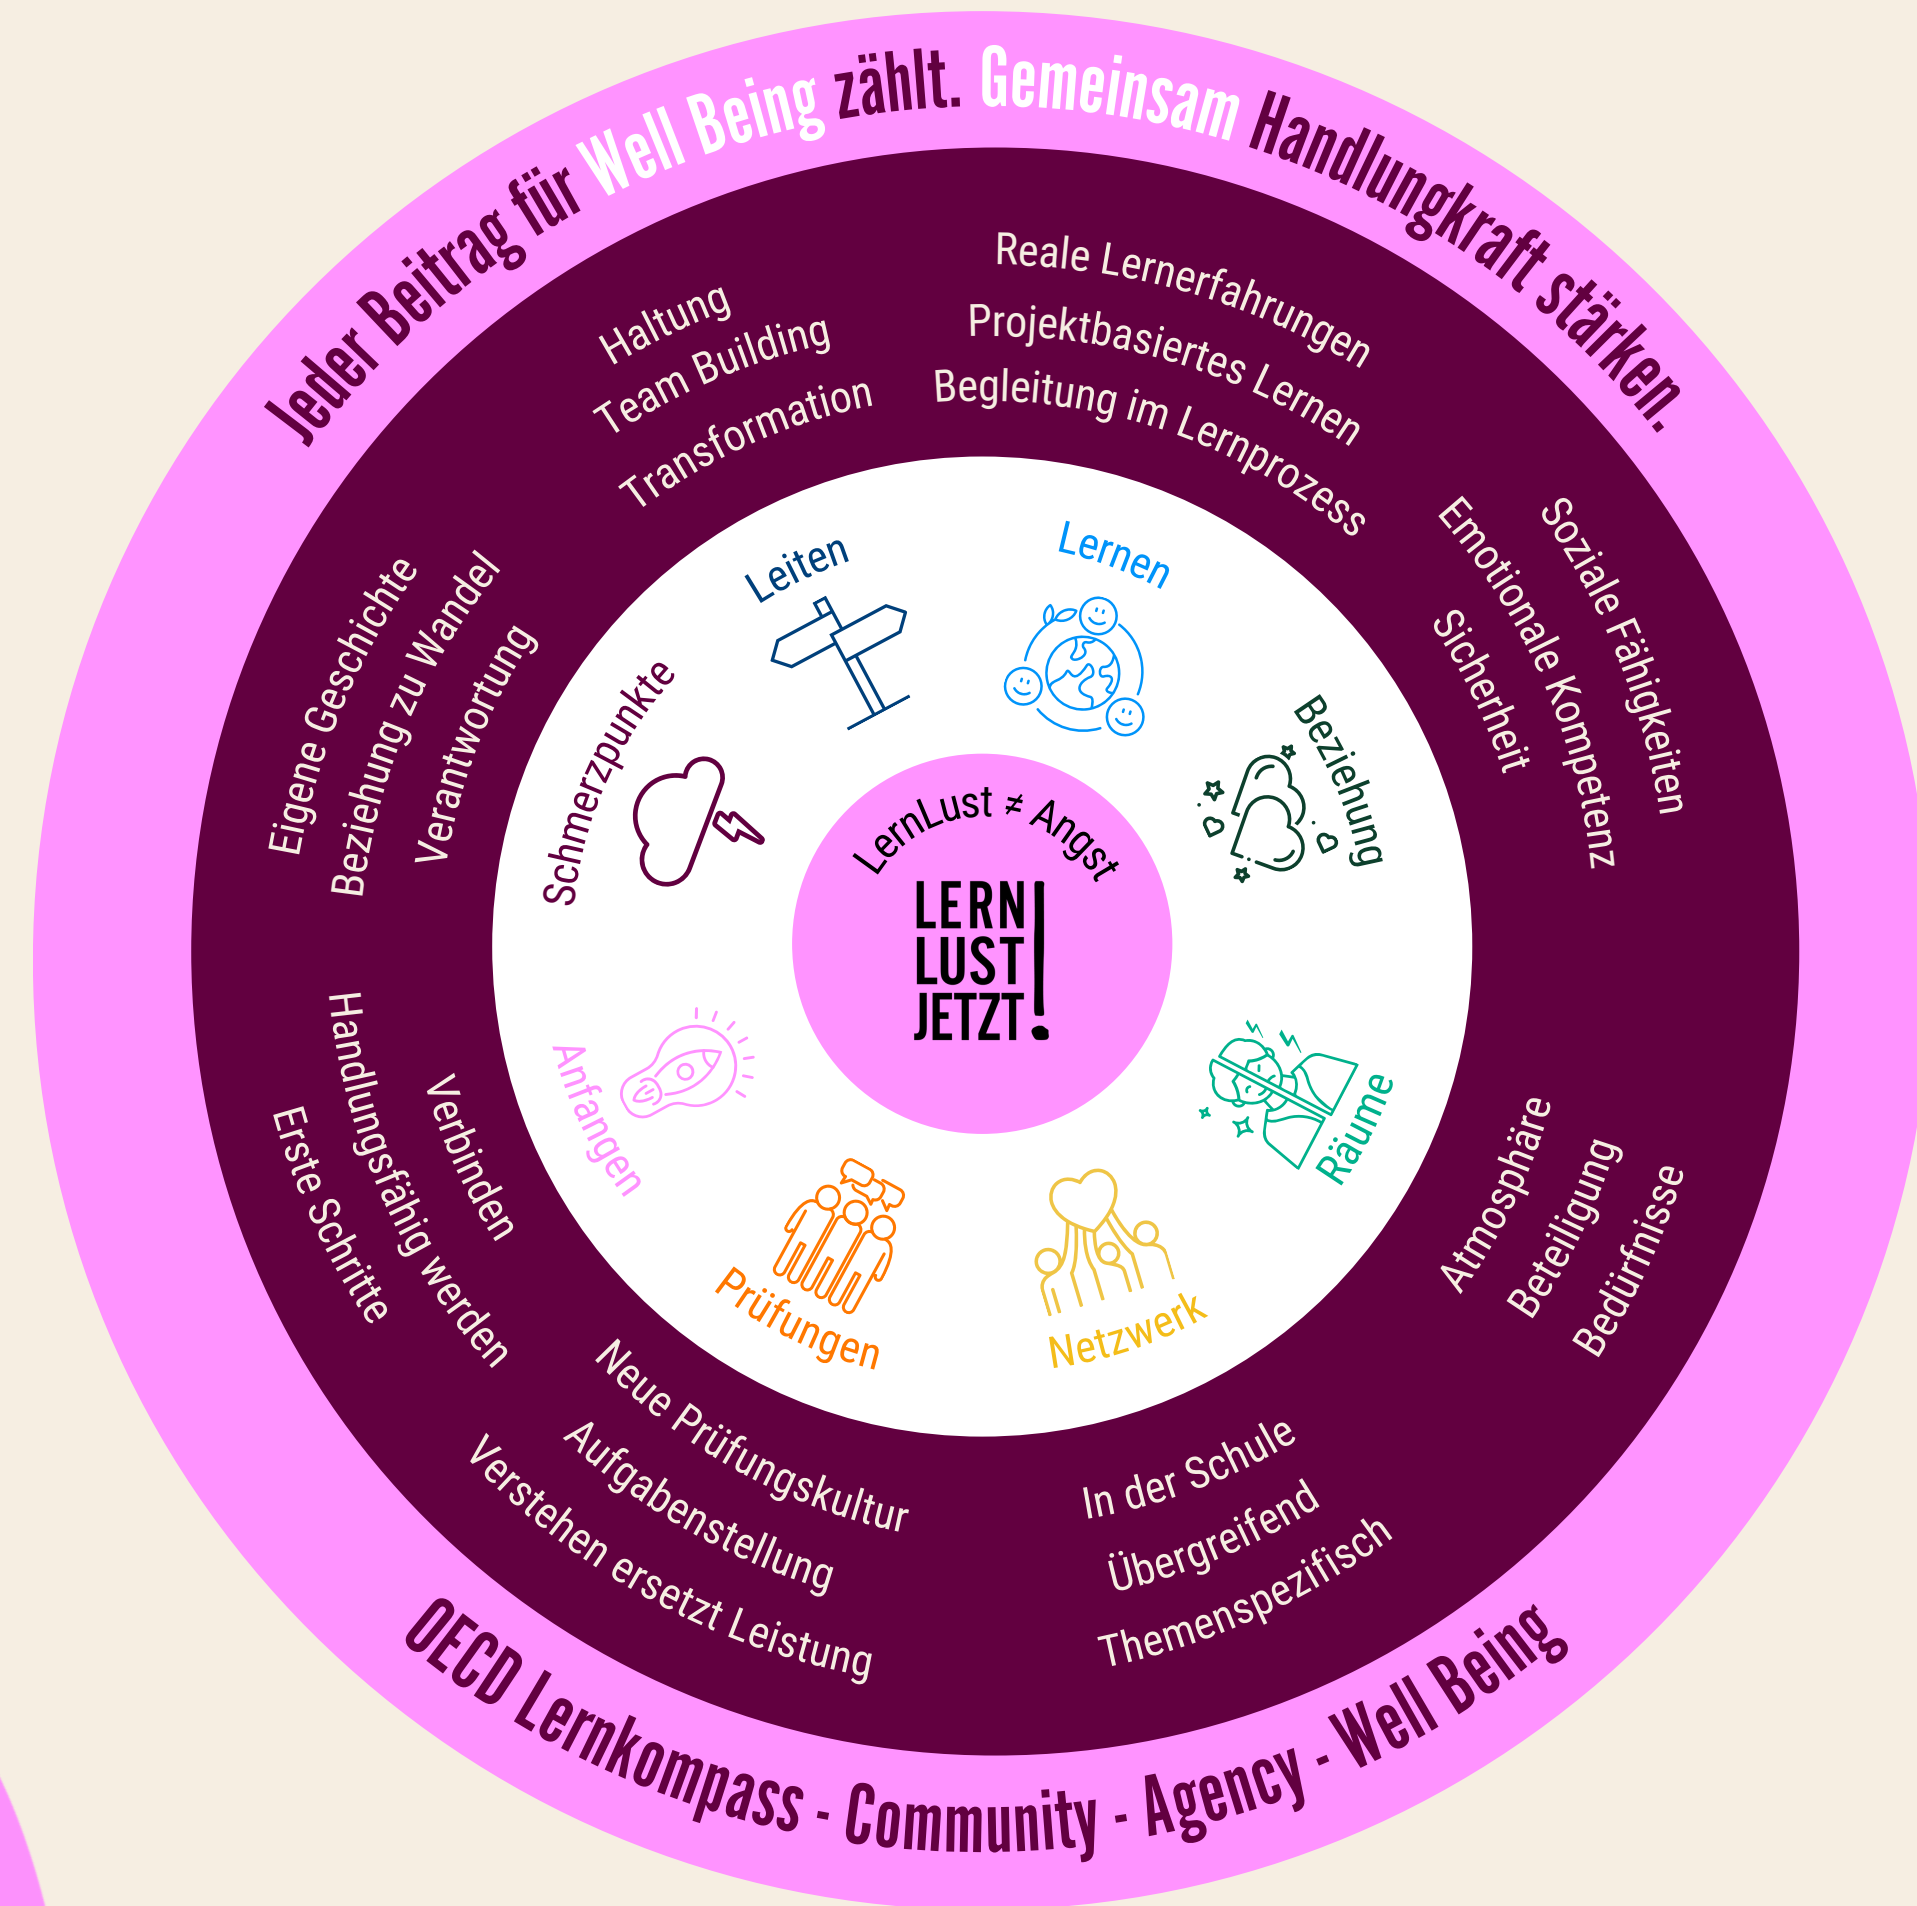 Jeder Beitrag für Well Being zählt. Gemeinsam Handlungkraft stärken.
Haltung
Team Building
Transformation
Reale Lernerfahrungen
Projektbasiertes Lernen
Begleitung im Lernprozess
Soziale Fähigkeiten
Emotionale Kompetenz
Sicherheit
Eigene Geschichte
Beziehung zu Wandel
Verantwortung
Leiten
Lernen
Schmerzpunkte
Beziehung
LernLust ≠ Angst
LERN
LUST
JETZT!
Anfangen
Räume
Prüfungen
Netzwerk
Verbinden
Handlungsfähig werden
Erste Schritte
Atmosphäre
Beteiligung
Bedürfnisse
Neue Prüfungskultur
Aufgabenstellung
Verstehen ersetzt Leistung
In der Schule
Übergreifend
Themenspezifisch
OECD Lernkompass - Community - Agency - Well Being